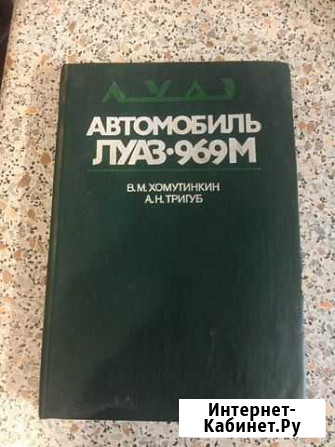 ЛУАЗ
АВТОМОБИЛЬ
ЛУАЗ·969М
В.М.ХОМУТИНКИН
А.Н.ТРИГУБ
Интернет-
Кабинет.Ру